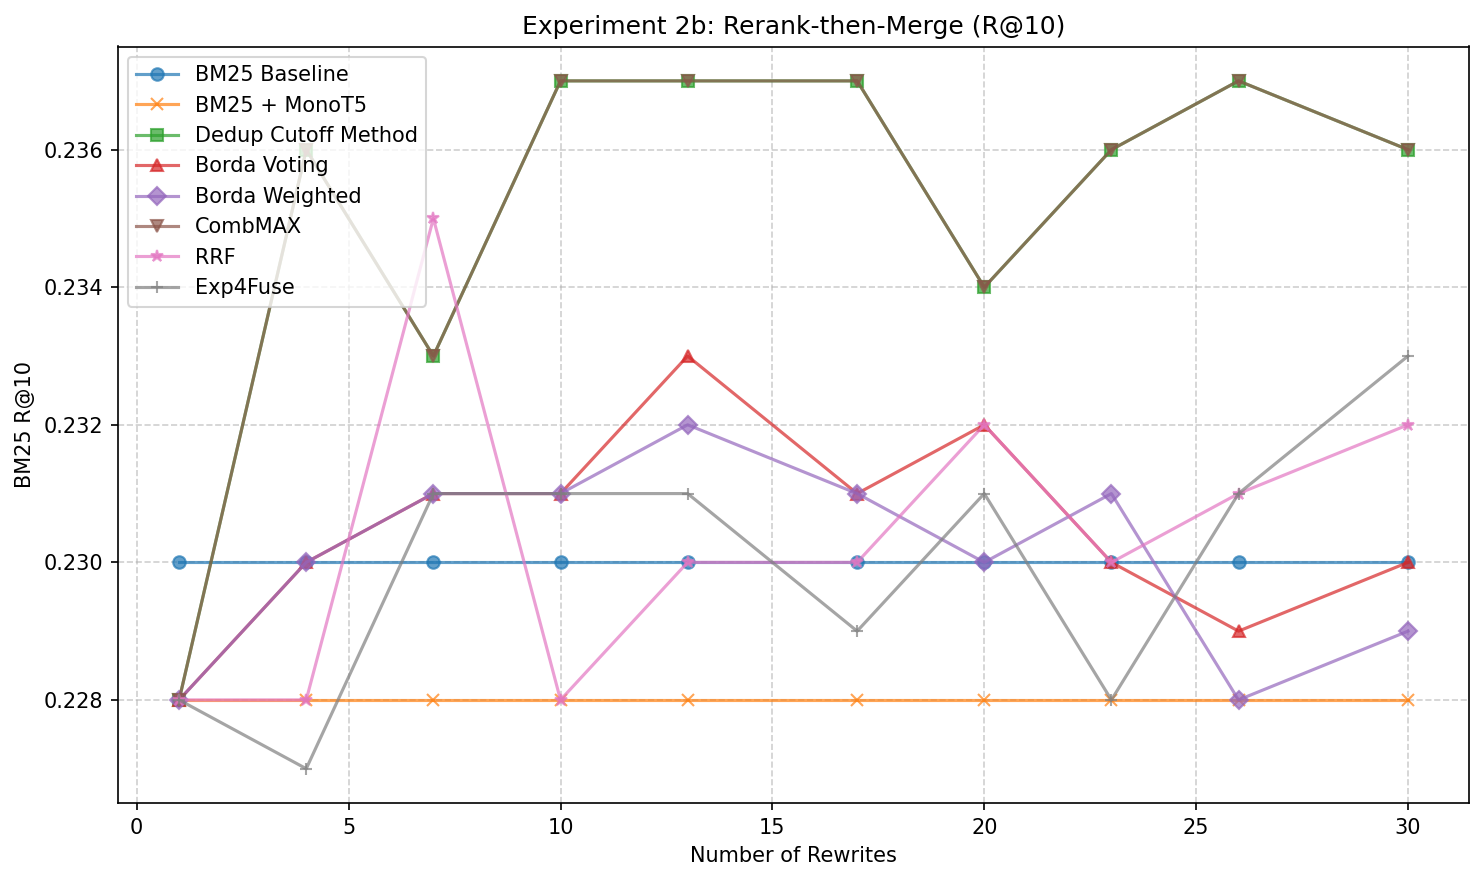 Experiment 2b: Rerank-then-Merge (R@10)
BM25 Baseline
BM25 + MonoT5
Dedup Cutoff Method
Borda Voting
Borda Weighted
CombMAX
RRF
Exp4Fuse
BM25 R@10
0.236
0.234
0.232
0.230
0.228
0 5 10 15 20 25 30
Number of Rewrites